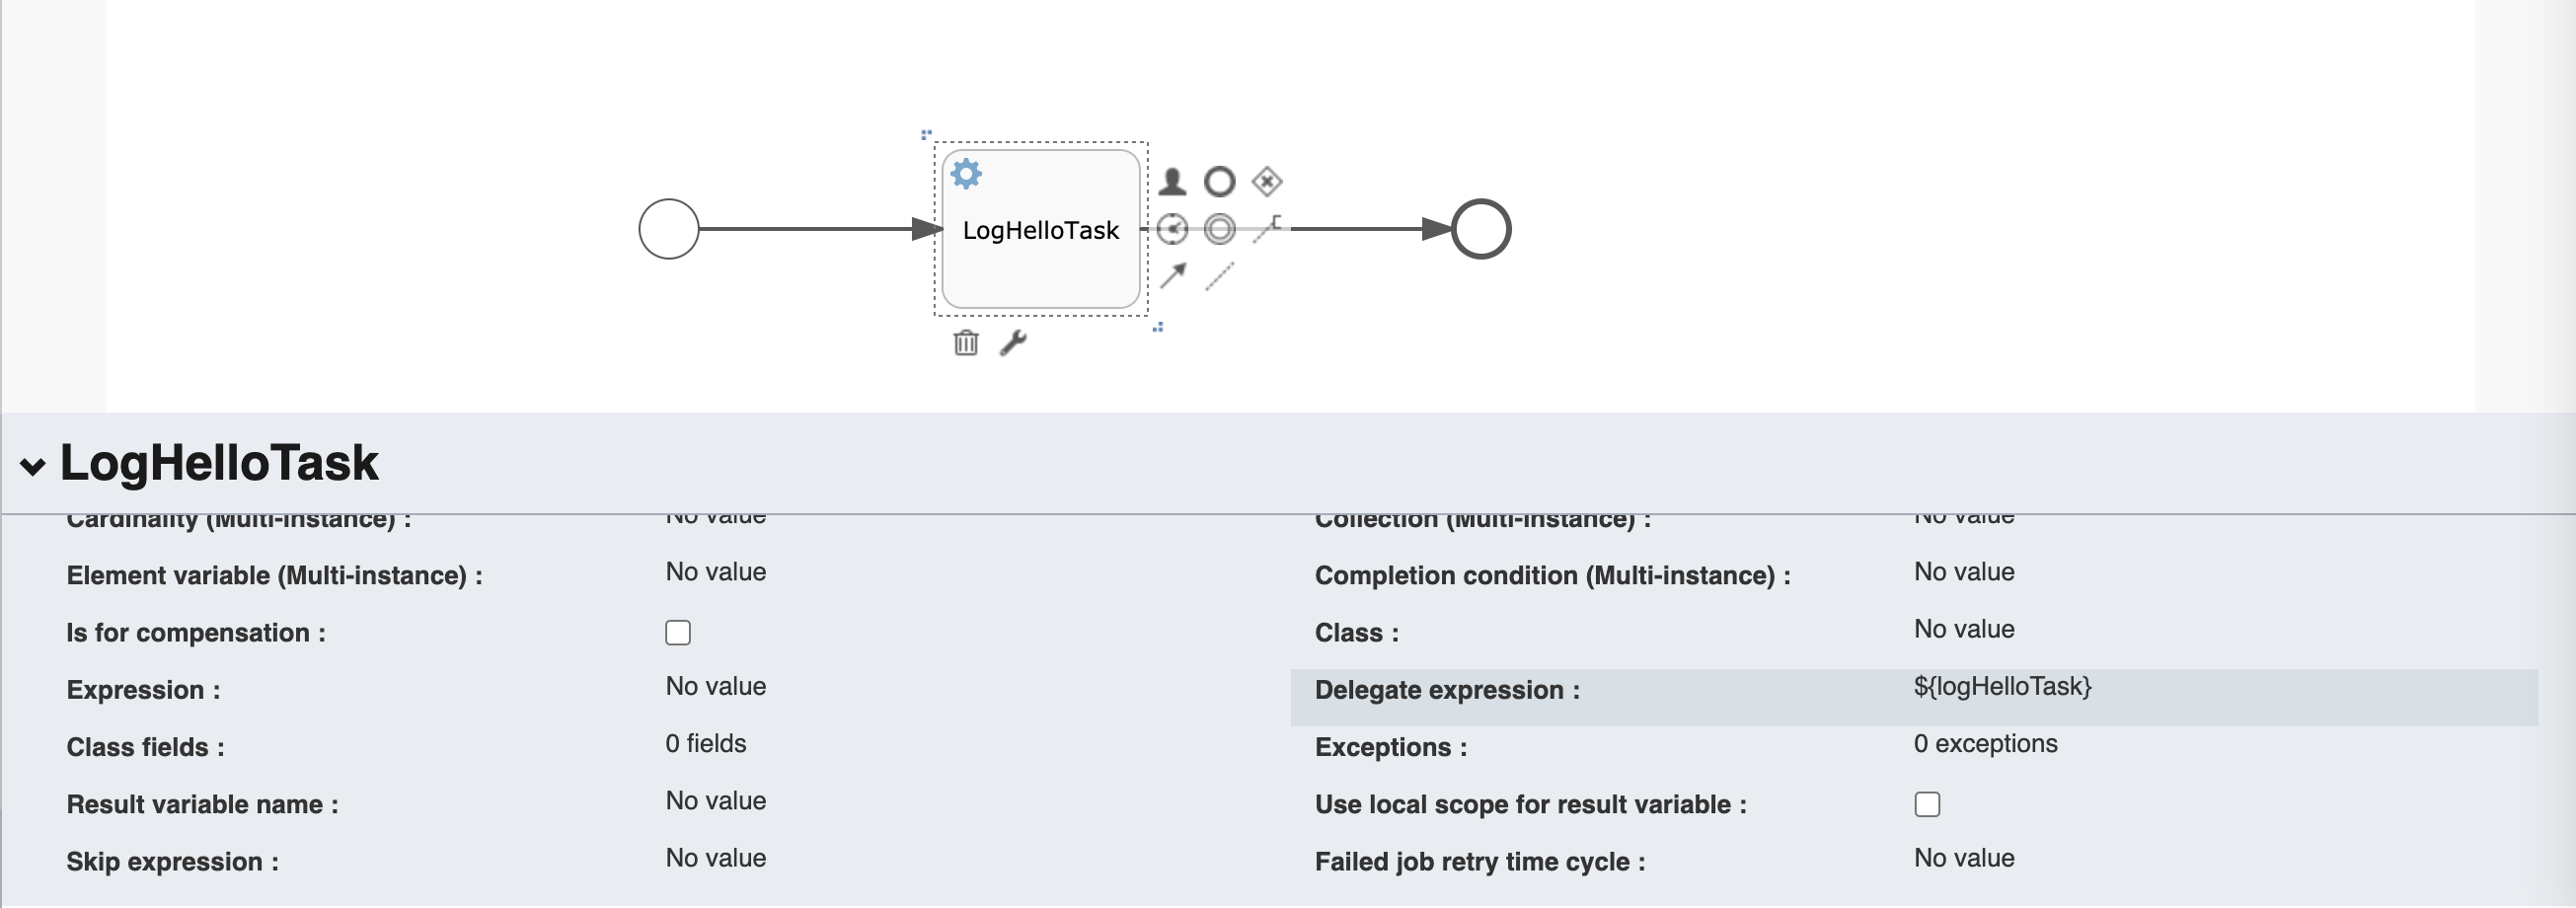 LogHelloTask
LogHelloTask
Cardinality (Multi-instance) : No value Collection (Multi-instance) : No value
Element variable (Multi-instance) : No value Completion condition (Multi-instance) : No value
Is for compensation : Class : No value
Expression : No value Delegate expression : ${logHelloTask}
Class fields : 0 fields Exceptions : 0 exceptions
Result variable name : No value Use local scope for result variable :
Skip expression : No value Failed job retry time cycle : No value